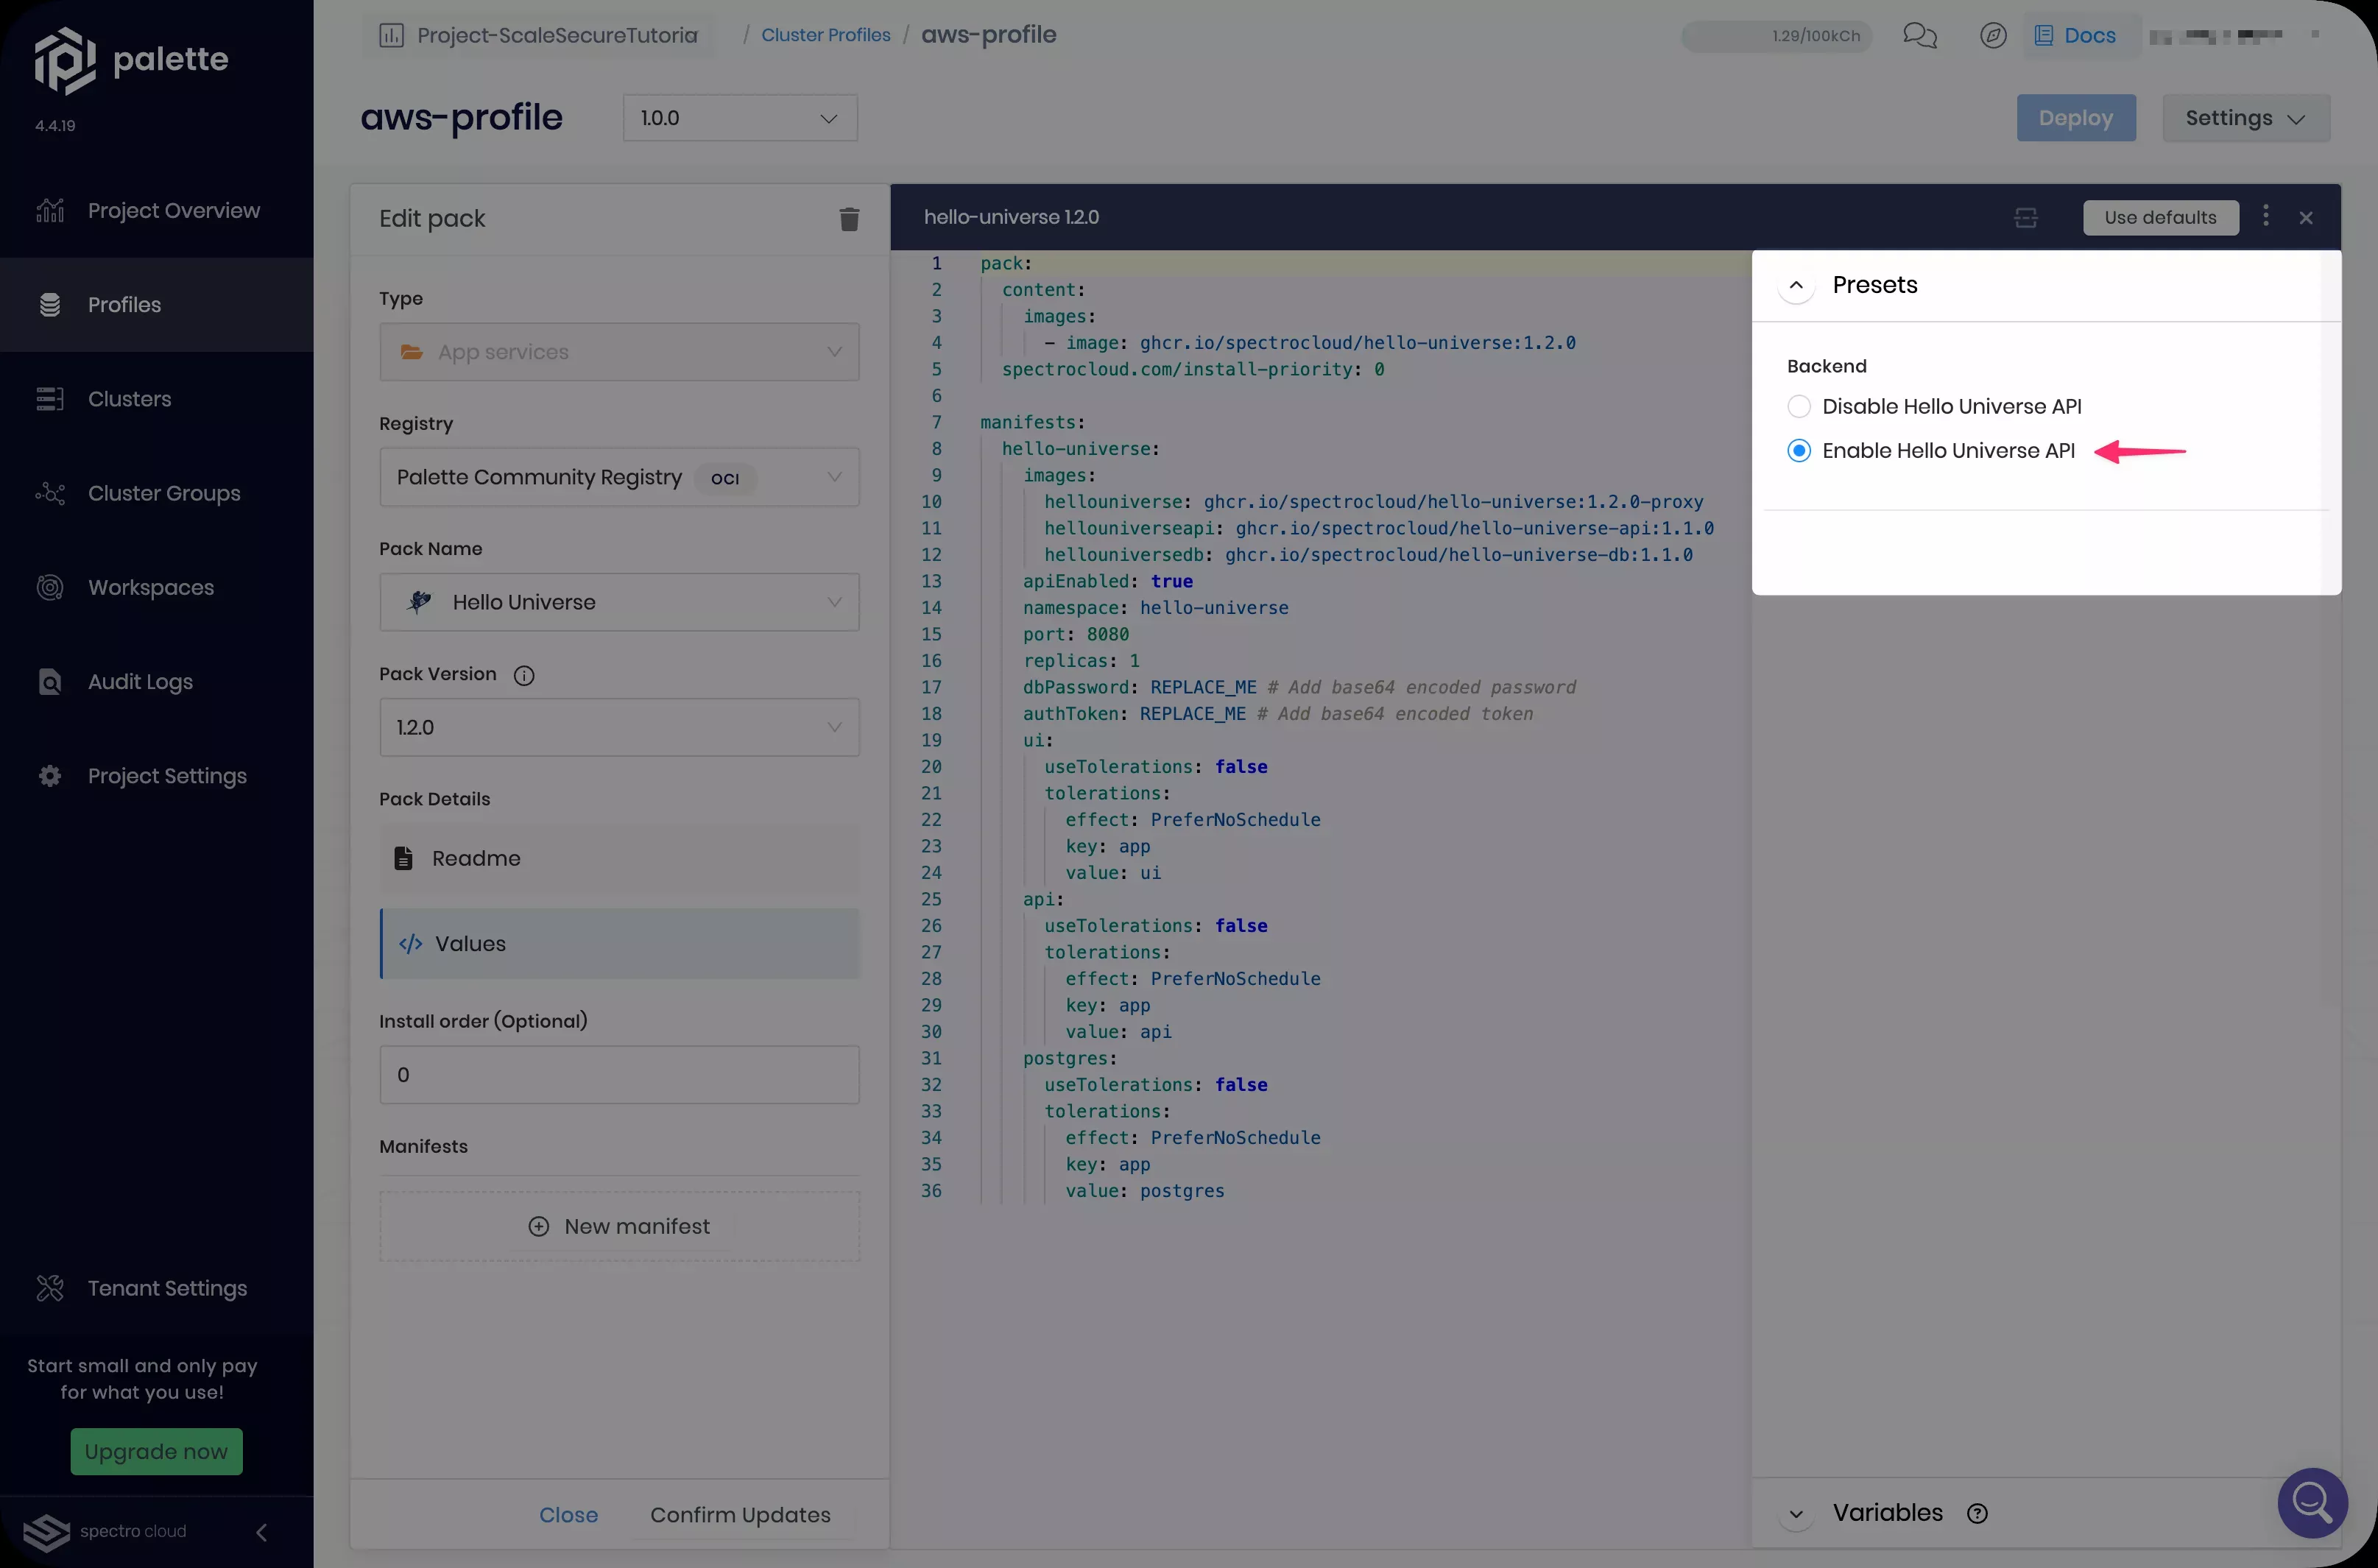 palette
4.4.19
Project Overview
Profiles
Clusters
Cluster Groups
Workspaces
Audit Logs
Project Settings
Tenant Settings
Start small and only pay
for what you use!
Upgrade now
spectro cloud
Project-ScaleSecureTutoria / Cluster Profiles / aws-profile
1.29/100kCh
Docs
aws-profile
1.0.0
Deploy
Settings
Edit pack
Type
App services
Registry
Palette Community Registry OCI
Pack Name
Hello Universe
Pack Version
1.2.0
Pack Details
Readme
</> Values
Install order (Optional)
0
Manifests
New manifest
Close
Confirm Updates
hello-universe 1.2.0
Use defaults
1 pack:
2 content:
3 images:
4 - image: ghcr.io/spectrocloud/hello-universe:1.2.0
5 spectrocloud.com/install-priority: 0
6
7 manifests:
8 hello-universe:
9 images:
10 hellouniverse: ghcr.io/spectrocloud/hello-universe:1.2.0-proxy
11 hellouniverseapi: ghcr.io/spectrocloud/hello-universe-api:1.1.0
12 hellouniversedb: ghcr.io/spectrocloud/hello-universe-db:1.1.0
13 apiEnabled: true
14 namespace: hello-universe
15 port: 8080
16 replicas: 1
17 dbPassword: REPLACE_ME # Add base64 encoded password
18 authToken: REPLACE_ME # Add base64 encoded token
19 ui:
20 useTolerations: false
21 tolerations:
22 effect: PreferNoSchedule
23 key: app
24 value: ui
25 api:
26 useTolerations: false
27 tolerations:
28 effect: PreferNoSchedule
29 key: app
30 value: api
31 postgres:
32 useTolerations: false
33 tolerations:
34 effect: PreferNoSchedule
35 key: app
36 value: postgres
Presets
Backend
Disable Hello Universe API
Enable Hello Universe API
Variables